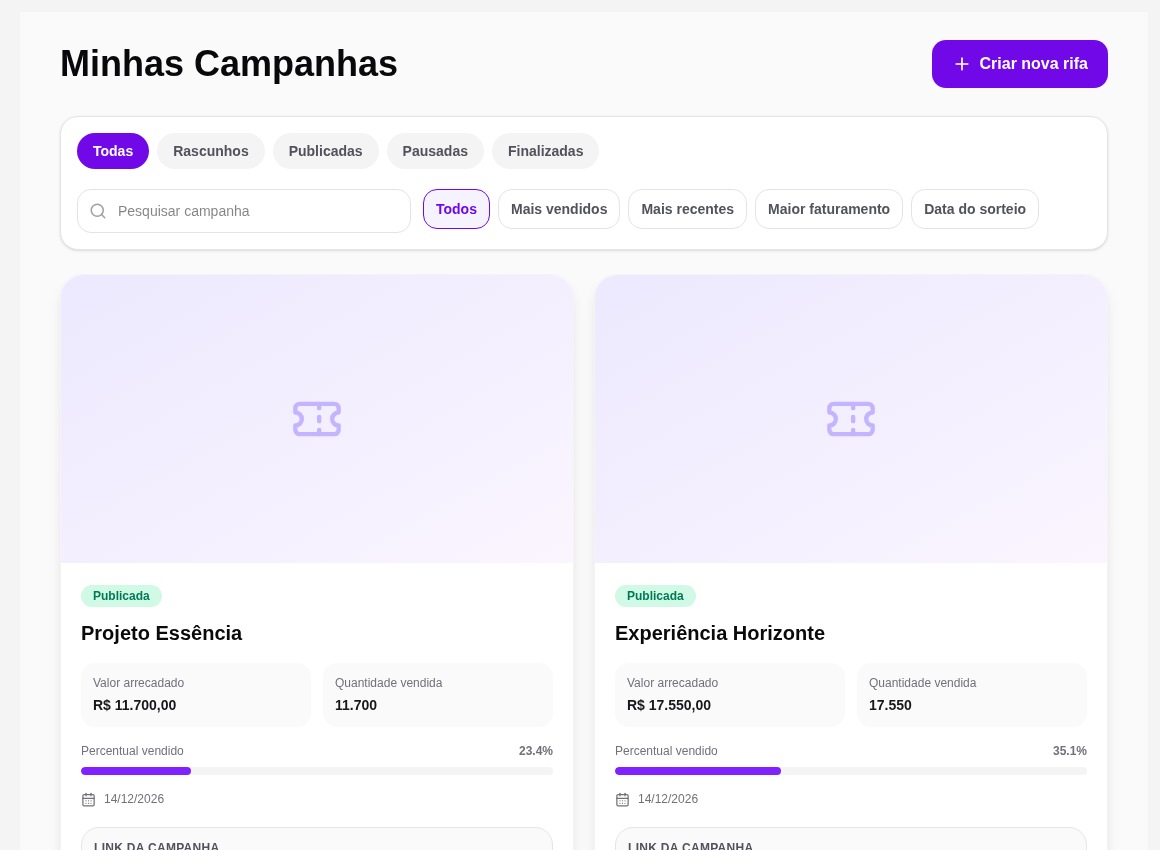 Minhas Campanhas
Criar nova rifa
Todas
Rascunhos
Publicadas
Pausadas
Finalizadas
Pesquisar campanha
Todos
Mais vendidos
Mais recentes
Maior faturamento
Data do sorteio
Publicada
Projeto Essência
Valor arrecadado
R$ 11.700,00
Quantidade vendida
11.700
Percentual vendido
23.4%
14/12/2026
LINK DA CAMPANHA
Publicada
Experiência Horizonte
Valor arrecadado
R$ 17.550,00
Quantidade vendida
17.550
Percentual vendido
35.1%
14/12/2026
LINK DA CAMPANHA